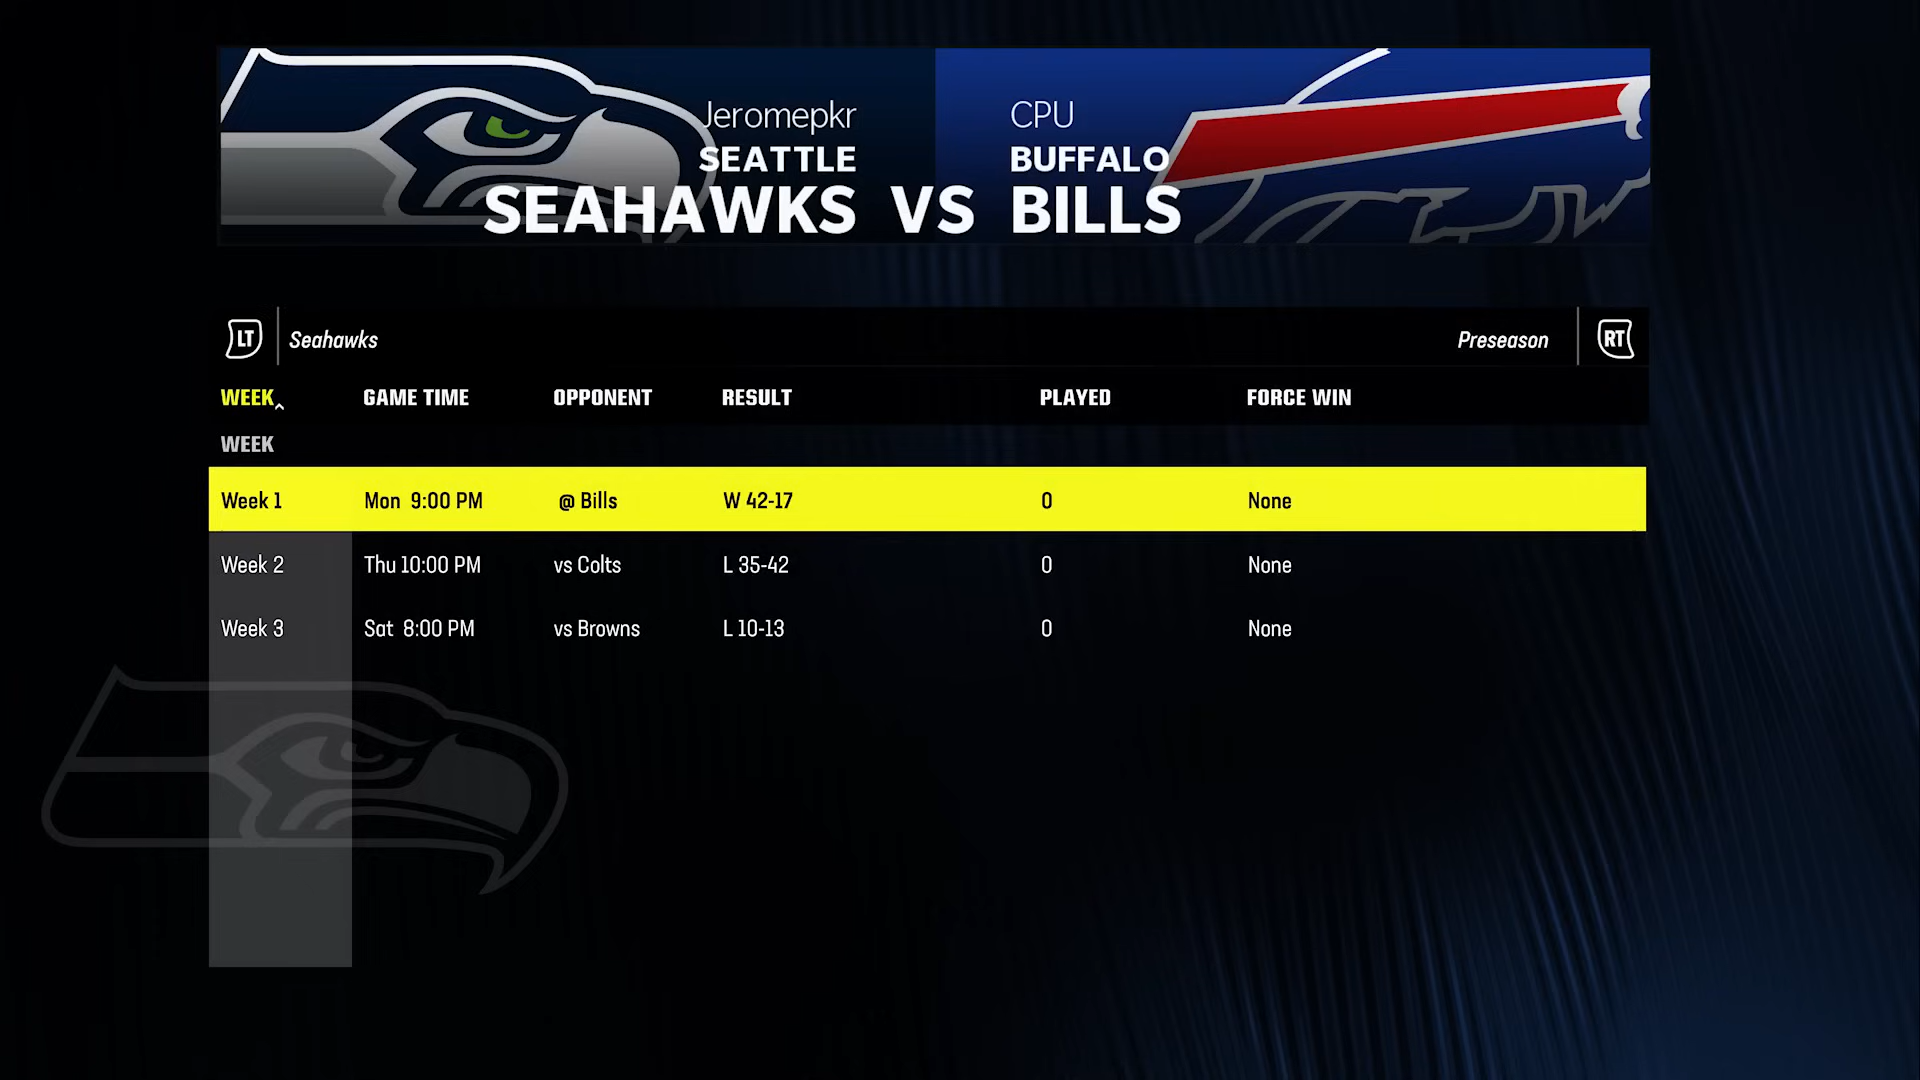 Jeromepkr CPU
SEATTLE BUFFALO
SEAHAWKS VS BILLS
LT Seahawks Preseason RT
WEEK GAME TIME OPPONENT RESULT PLAYED FORCE WIN
WEEK
Week 1 Mon 9:00 PM @ Bills W 42-17 0 None
Week 2 Thu 10:00 PM vs Colts L 35-42 0 None
Week 3 Sat 8:00 PM vs Browns L 10-13 0 None